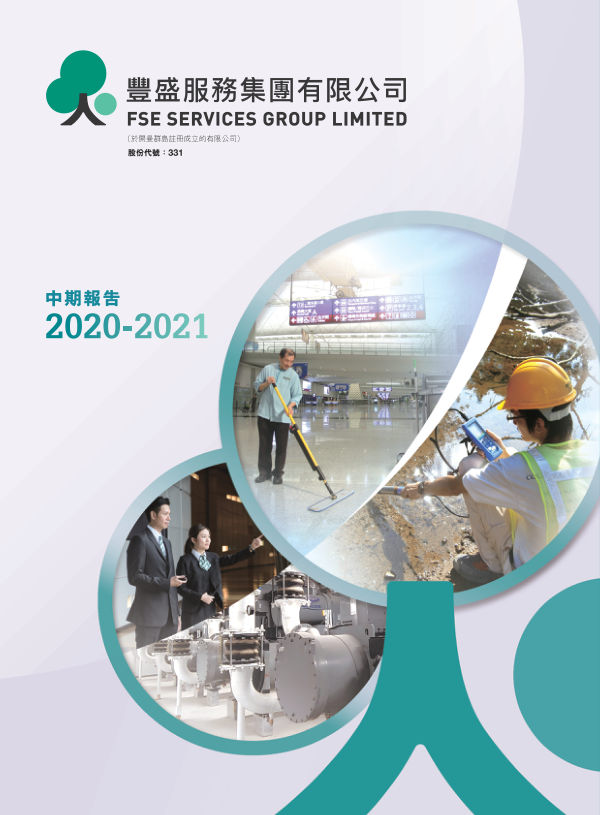 豐盛服務集團有限公司
FSE SERVICES GROUP LIMITED
（於開曼群島註冊成立的有限公司）
股份代號：331
中期報告
2020-2021